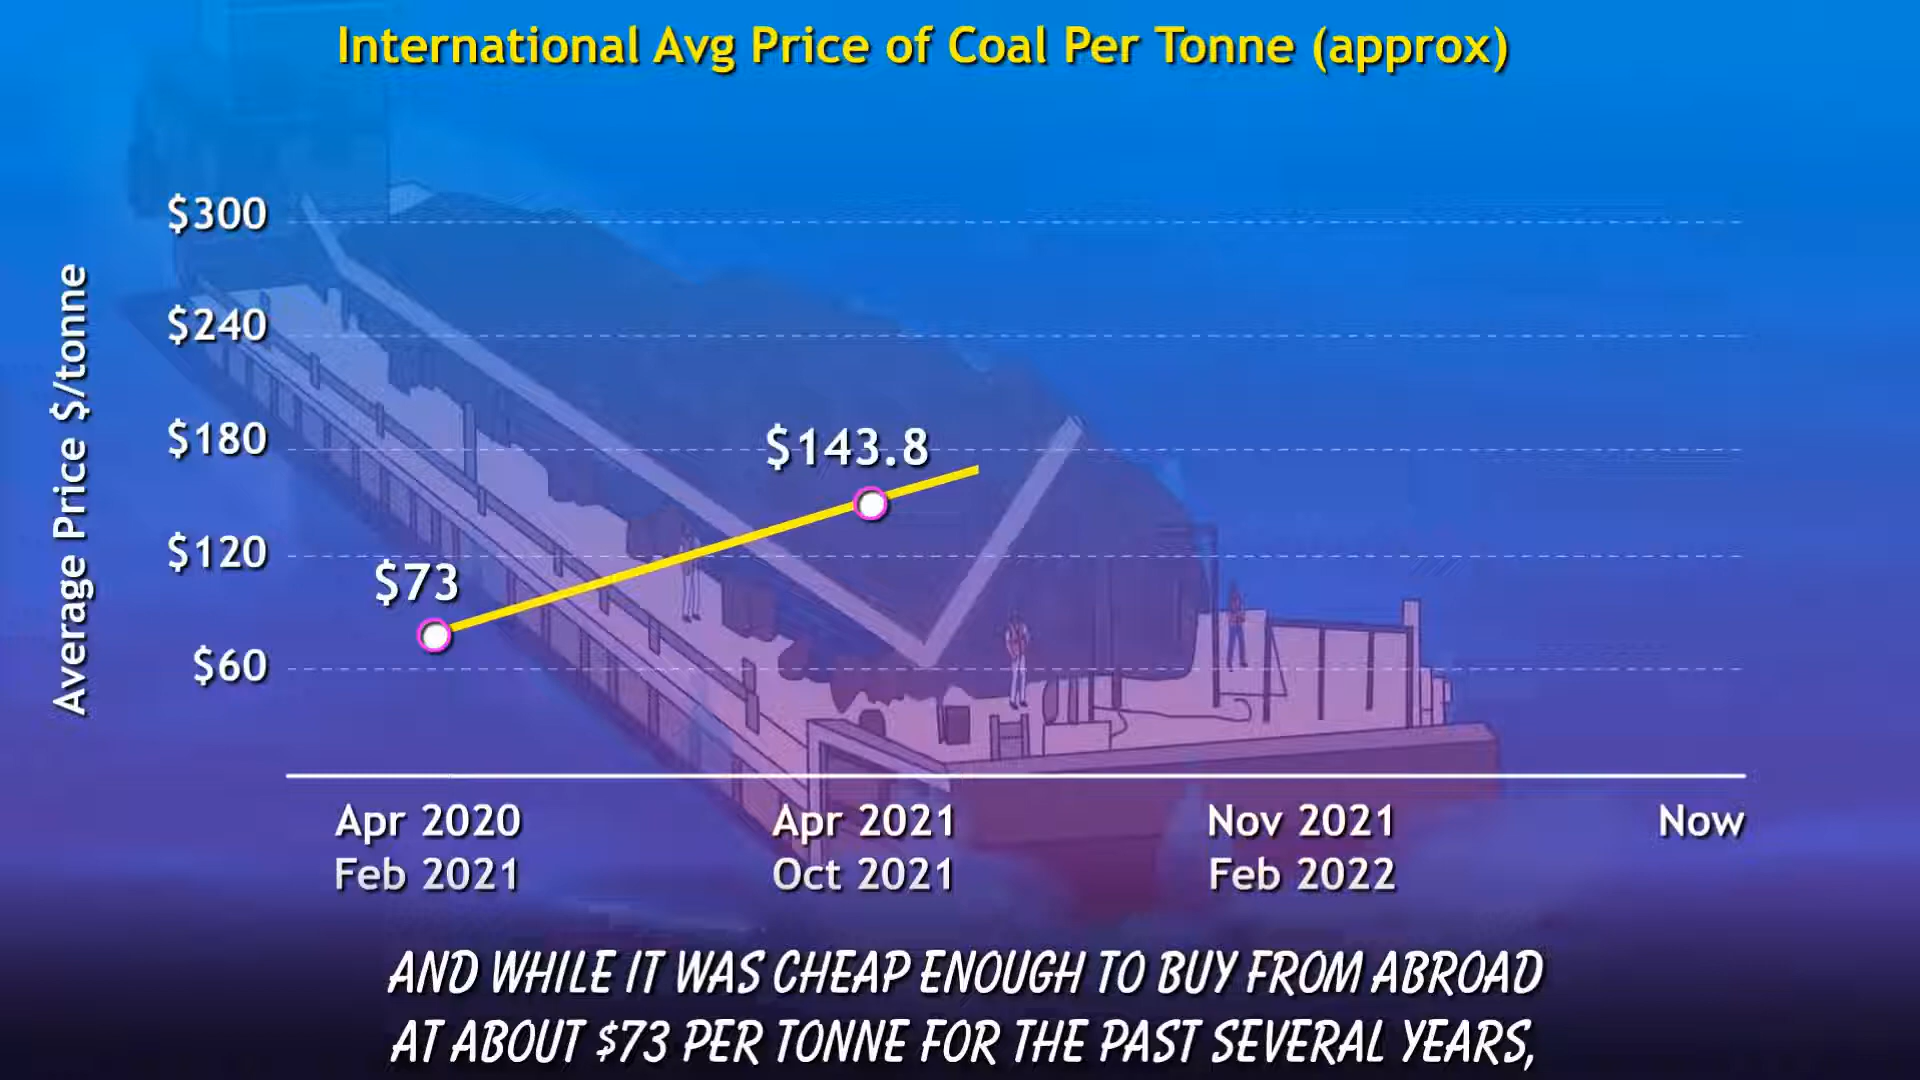 International Avg Price of Coal Per Tonne (approx)
Average Price $/tonne
$300
$240
$180
$120
$60
$73
$143.8
Apr 2020
Feb 2021
Apr 2021
Oct 2021
Nov 2021
Feb 2022
Now
AND WHILE IT WAS CHEAP ENOUGH TO BUY FROM ABROAD
AT ABOUT $73 PER TONNE FOR THE PAST SEVERAL YEARS,